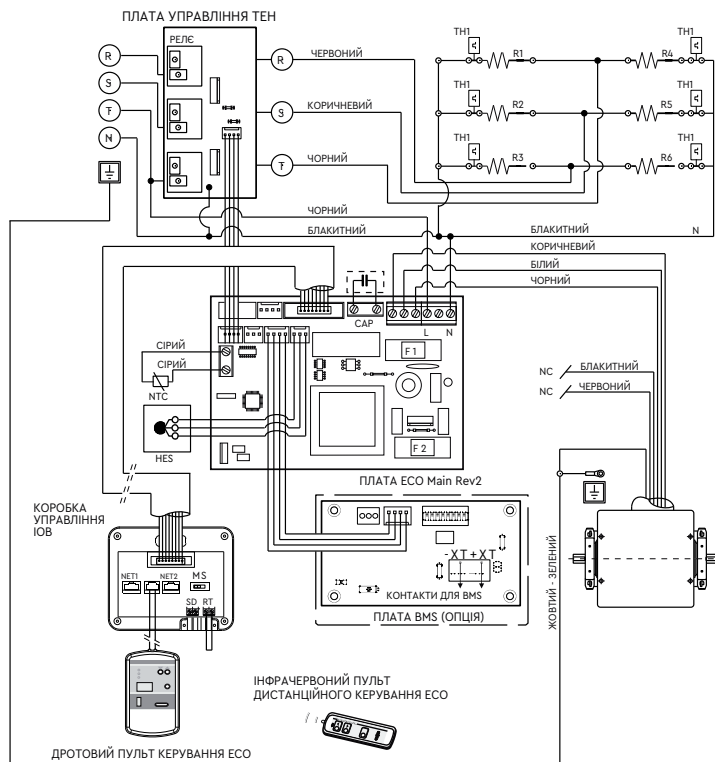 ПЛАТА УПРАВЛІННЯ ТЕН
РЕЛЄ
R
S
T
N
R
S
T
ЧЕРВОНИЙ
КОРИЧНЕВИЙ
ЧОРНИЙ
TH1
R1
TH1
R4
TH1
R2
TH1
R5
TH1
R3
TH1
R6
ЧОРНИЙ
БЛАКИТНИЙ
БЛАКИТНИЙ
N
КОРИЧНЕВИЙ
БІЛИЙ
ЧОРНИЙ
CAP
L
N
СІРИЙ
СІРИЙ
NTC
HES
F 1
F 2
NC
БЛАКИТНИЙ
NC
ЧЕРВОНИЙ
ПЛАТА ECO Main Rev2
КОРОБКА
УПРАВЛІННЯ
IOB
NET1
NET2
MS
SD
RT
-XT+XT
КОНТАКТИ ДЛЯ BMS
ПЛАТА BMS (ОПЦІЯ)
ЖОВТИЙ - ЗЕЛЕНИЙ
ІНФРАЧЕРВОНИЙ ПУЛЬТ
ДИСТАНЦІЙНОГО КЕРУВАННЯ ECO
ДРОТОВИЙ ПУЛЬТ КЕРУВАННЯ ECO